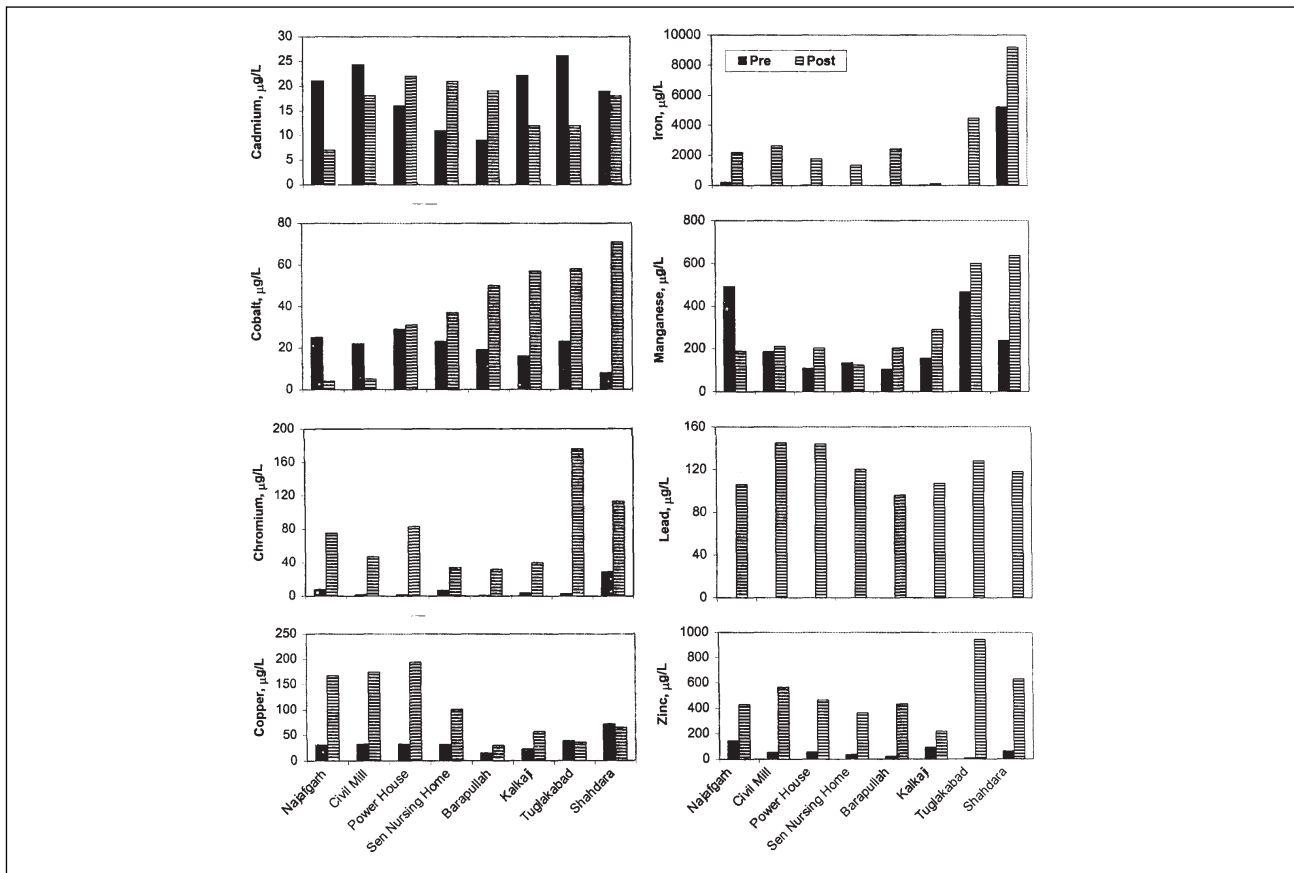 30
25
20
15
10
5
0
Cadmium, µg/L
10000
8000
6000
4000
2000
0
Iron, µg/L
Pre Post
80
60
40
20
0
Cobalt, µg/L
800
600
400
200
0
Manganese, µg/L
200
160
120
80
40
0
Chromium, µg/L
160
120
80
40
0
Lead, µg/L
250
200
150
100
50
0
Copper, µg/L
1000
800
600
400
200
0
Zinc, µg/L
Najafgarh
Civil Mill
Power House
Sen Nursing Home
Barapullah
Kalkaji
Tuglakabad
Shahdara
Najafgarh
Civil Mill
Power House
Sen Nursing Home
Barapullah
Kalkaji
Tuglakabad
Shahdara